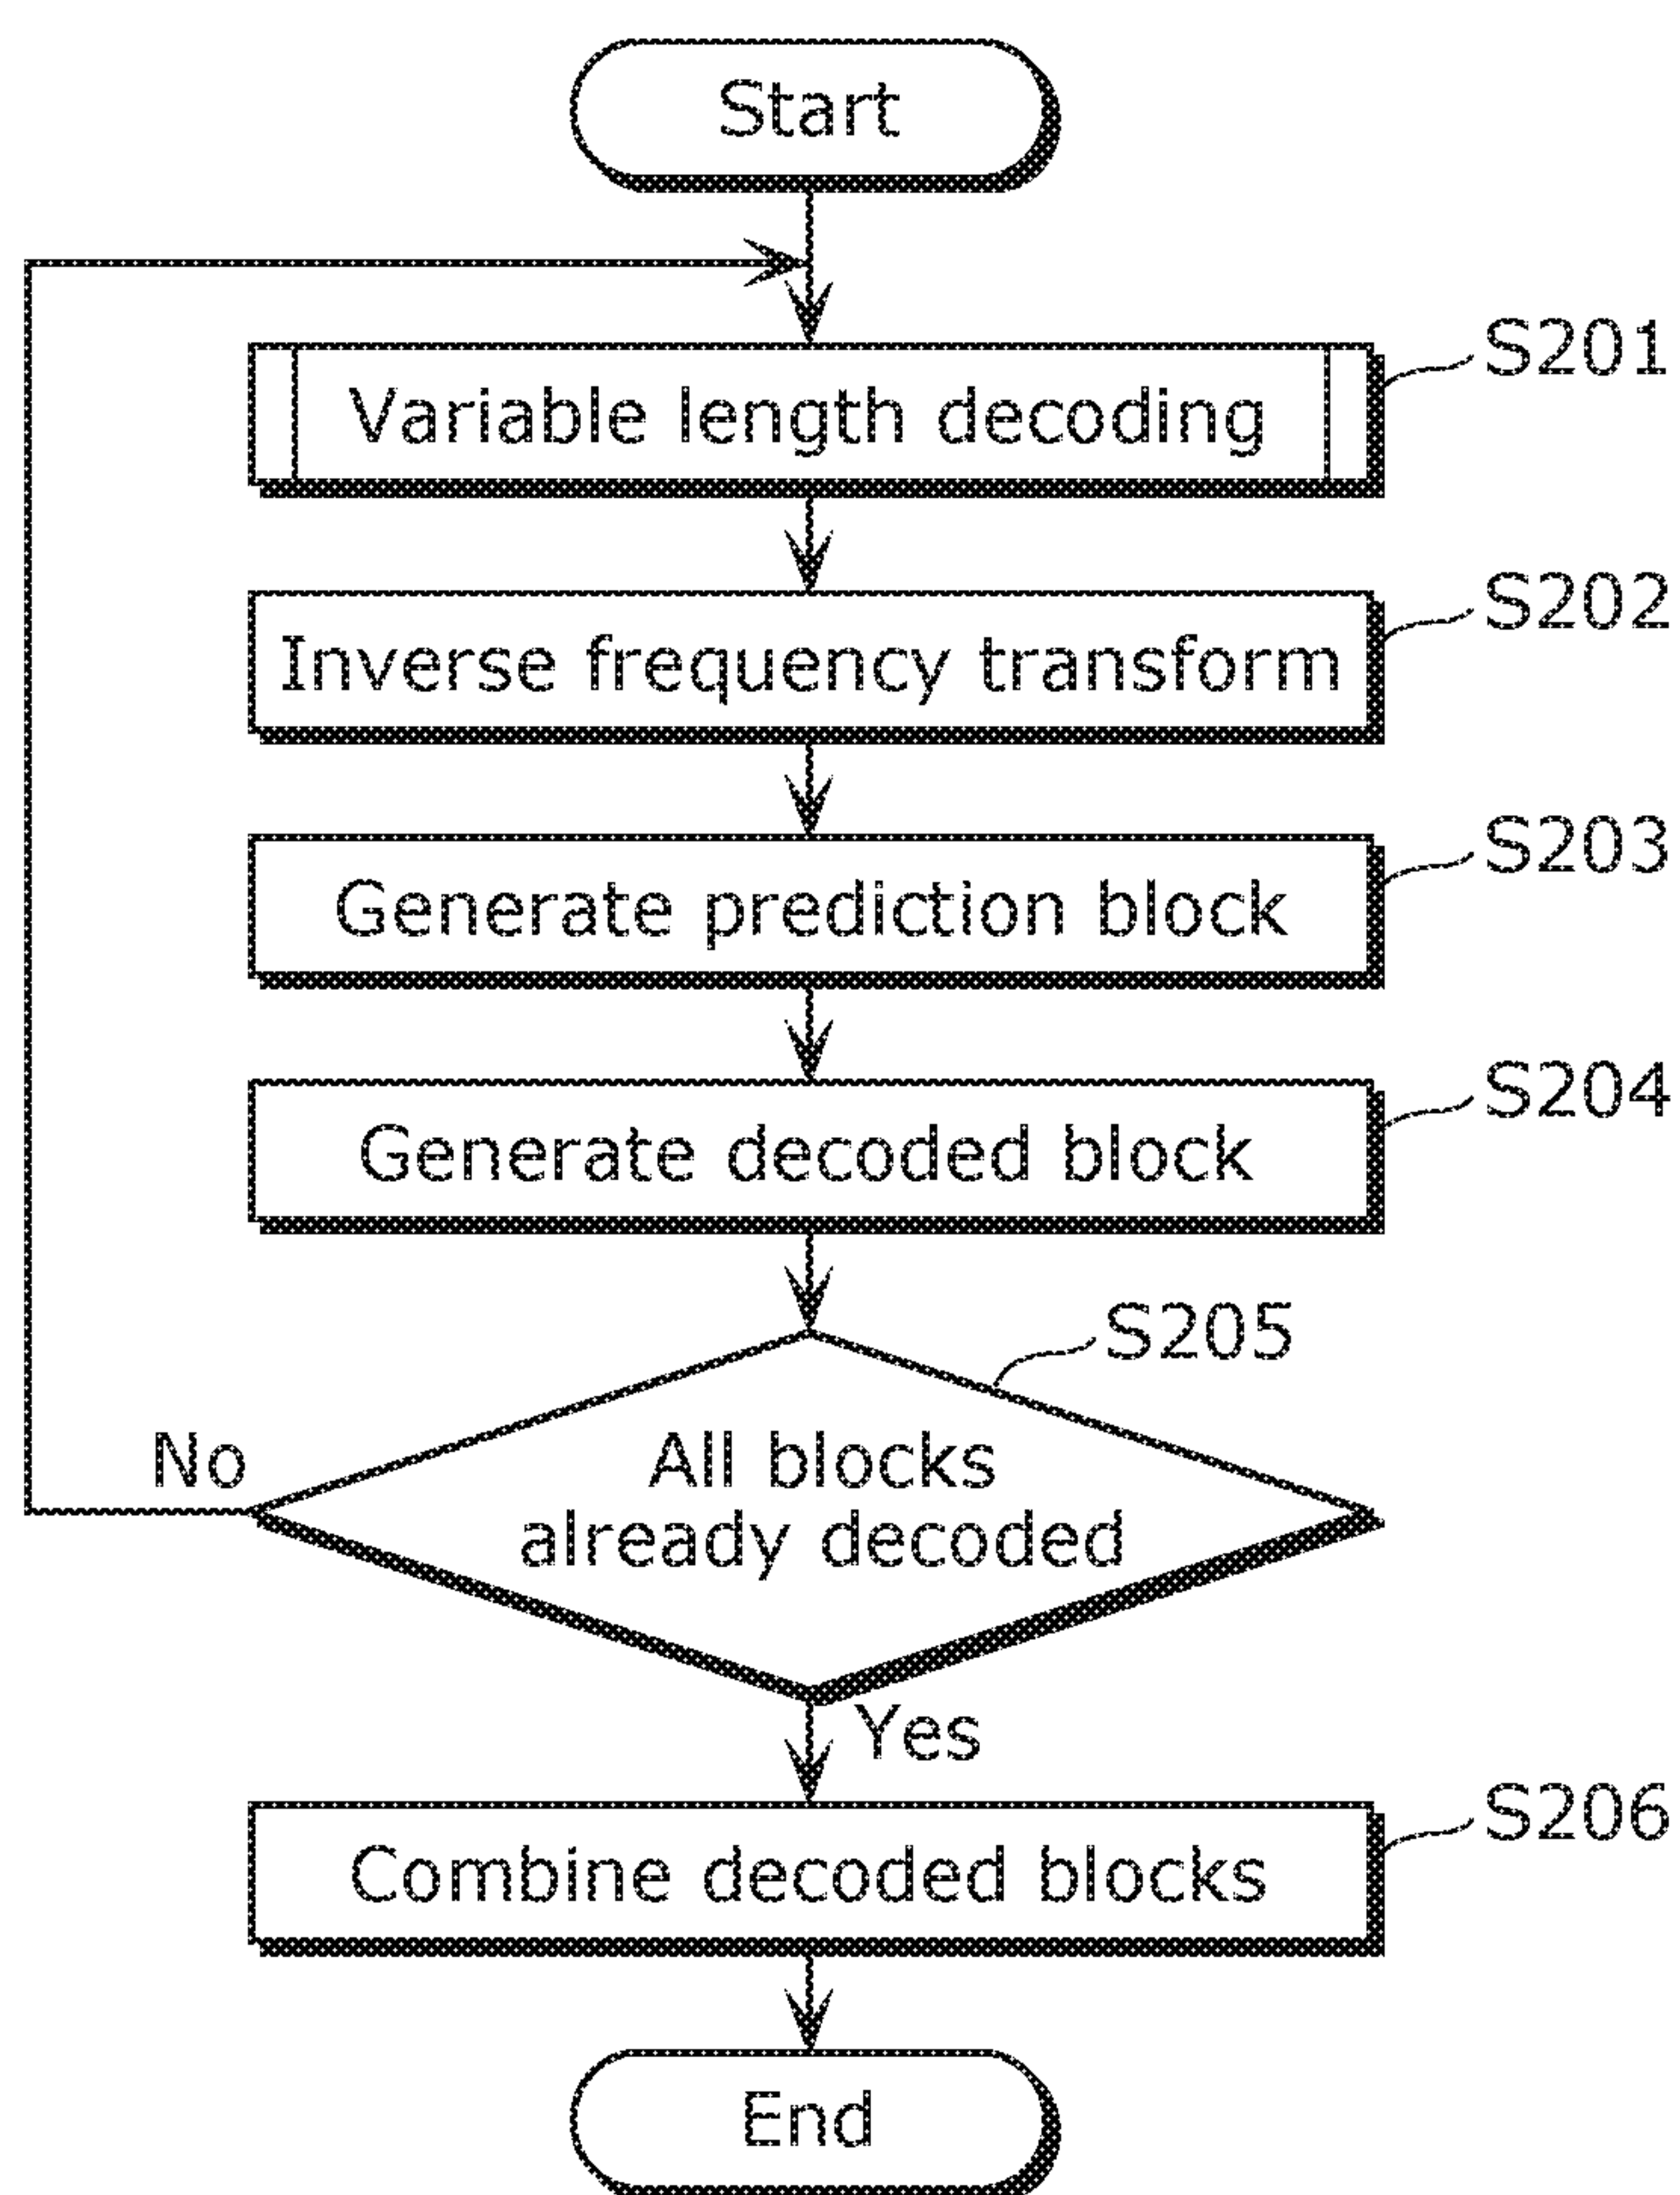 Start
S201
Variable length decoding
S202
Inverse frequency transform
S203
Generate prediction block
S204
Generate decoded block
S205
No
All blocks
already decoded
Yes
S206
Combine decoded blocks
End